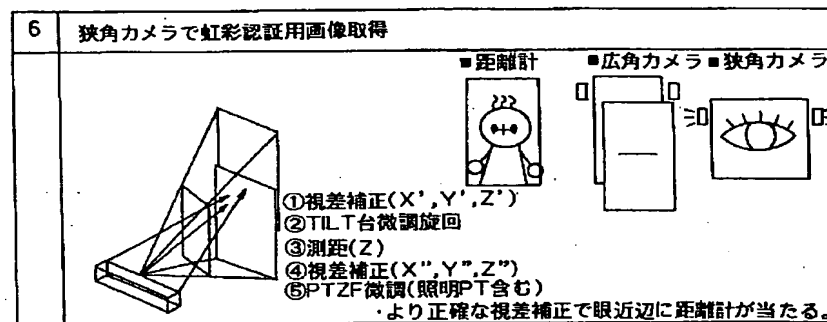 6
狭角カメラで虹彩認証用画像取得
■距離計 ■広角カメラ ■狭角カメラ
①視差補正(X',Y',Z')
②TILT台微調旋回
③測距(Z)
④視差補正(X",Y",Z")
⑤PTZF微調(照明PT含む)
・より正確な視差補正で眼近辺に距離計が当たる。